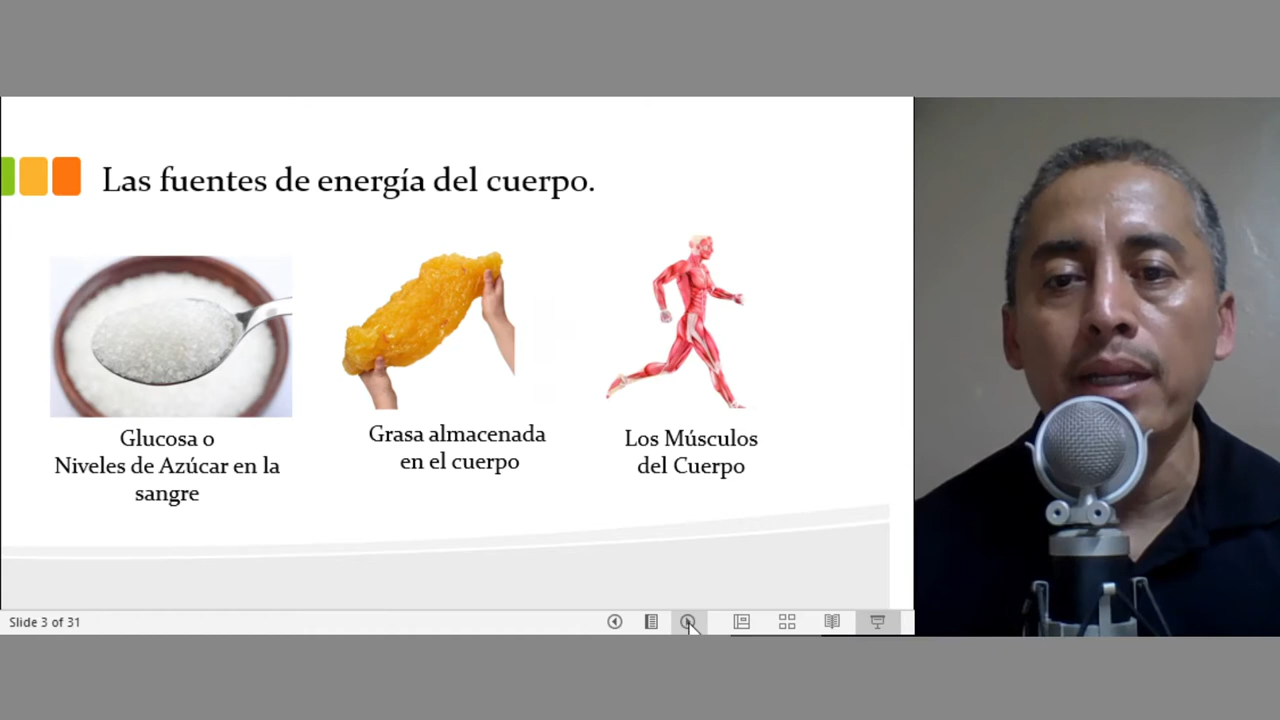 Las fuentes de energía del cuerpo.
Glucosa o
Niveles de Azúcar en la
sangre
Grasa almacenada
en el cuerpo
Los Músculos
del Cuerpo
Slide 3 of 31